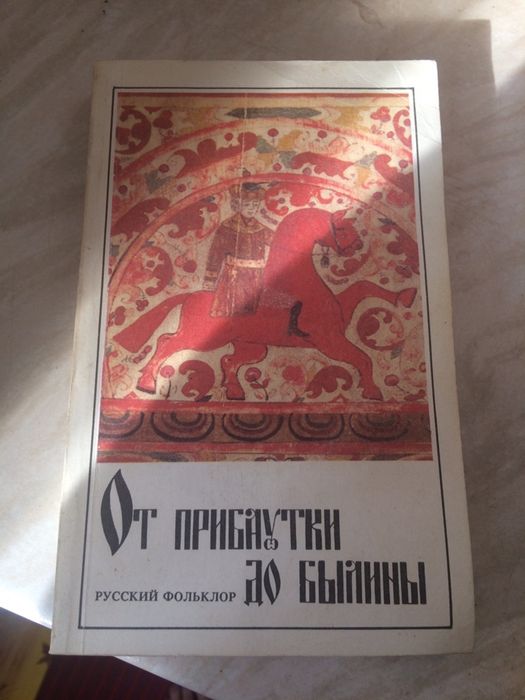 От прибаутки
русский фольклор до былины